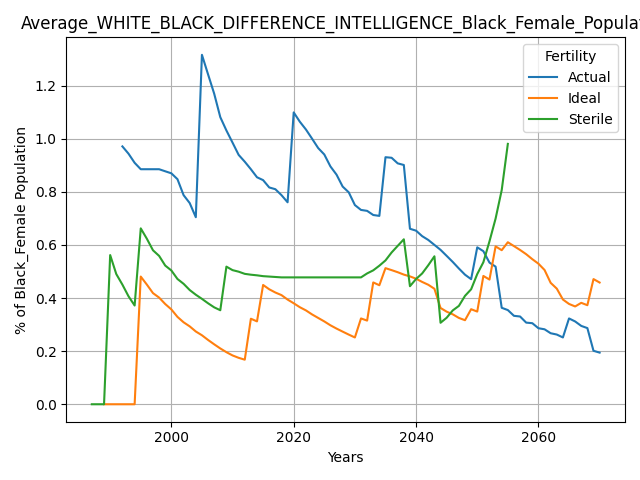 Average_WHITE_BLACK_DIFFERENCE_INTELLIGENCE_Black_Female_Populat
Fertility
Actual
Ideal
Sterile
% of Black_Female Population
1.2
1.0
0.8
0.6
0.4
0.2
0.0
2000 2020 2040 2060
Years